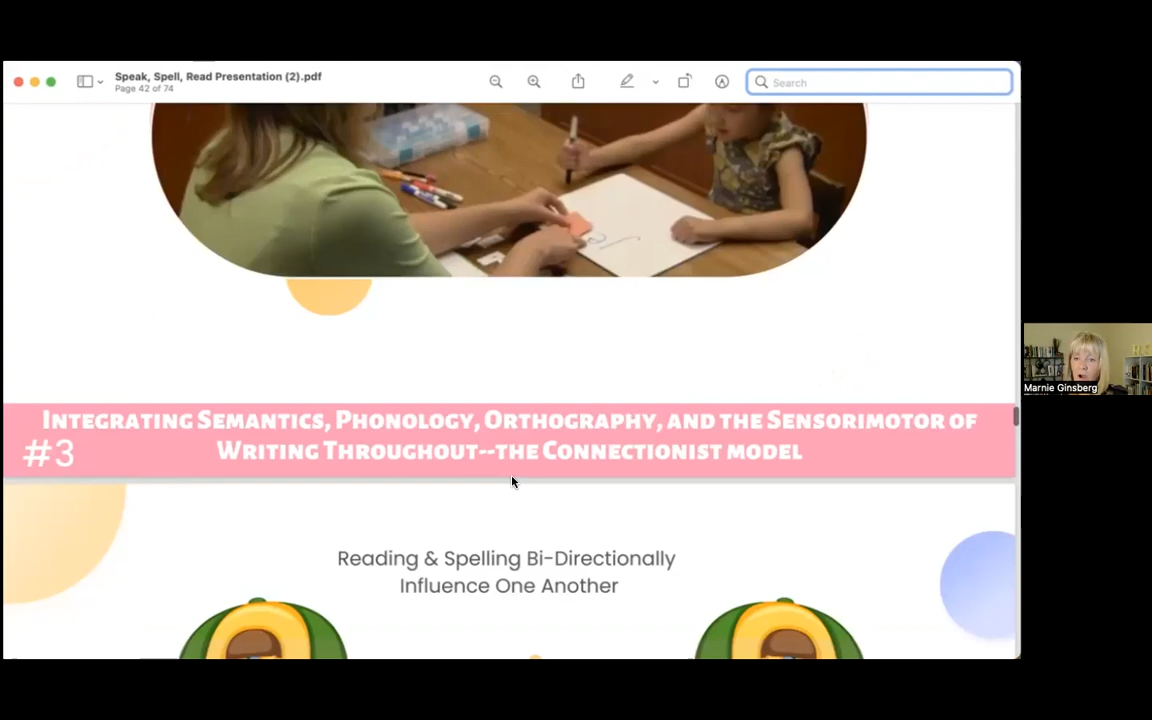 Speak, Spell, Read Presentation (2).pdf
Page 42 of 74
Search
Integrating Semantics, Phonology, Orthography, and the Sensorimotor of
Writing Throughout--the Connectionist model
#3
Reading & Spelling Bi-Directionally
Influence One Another
Marnie Ginsberg